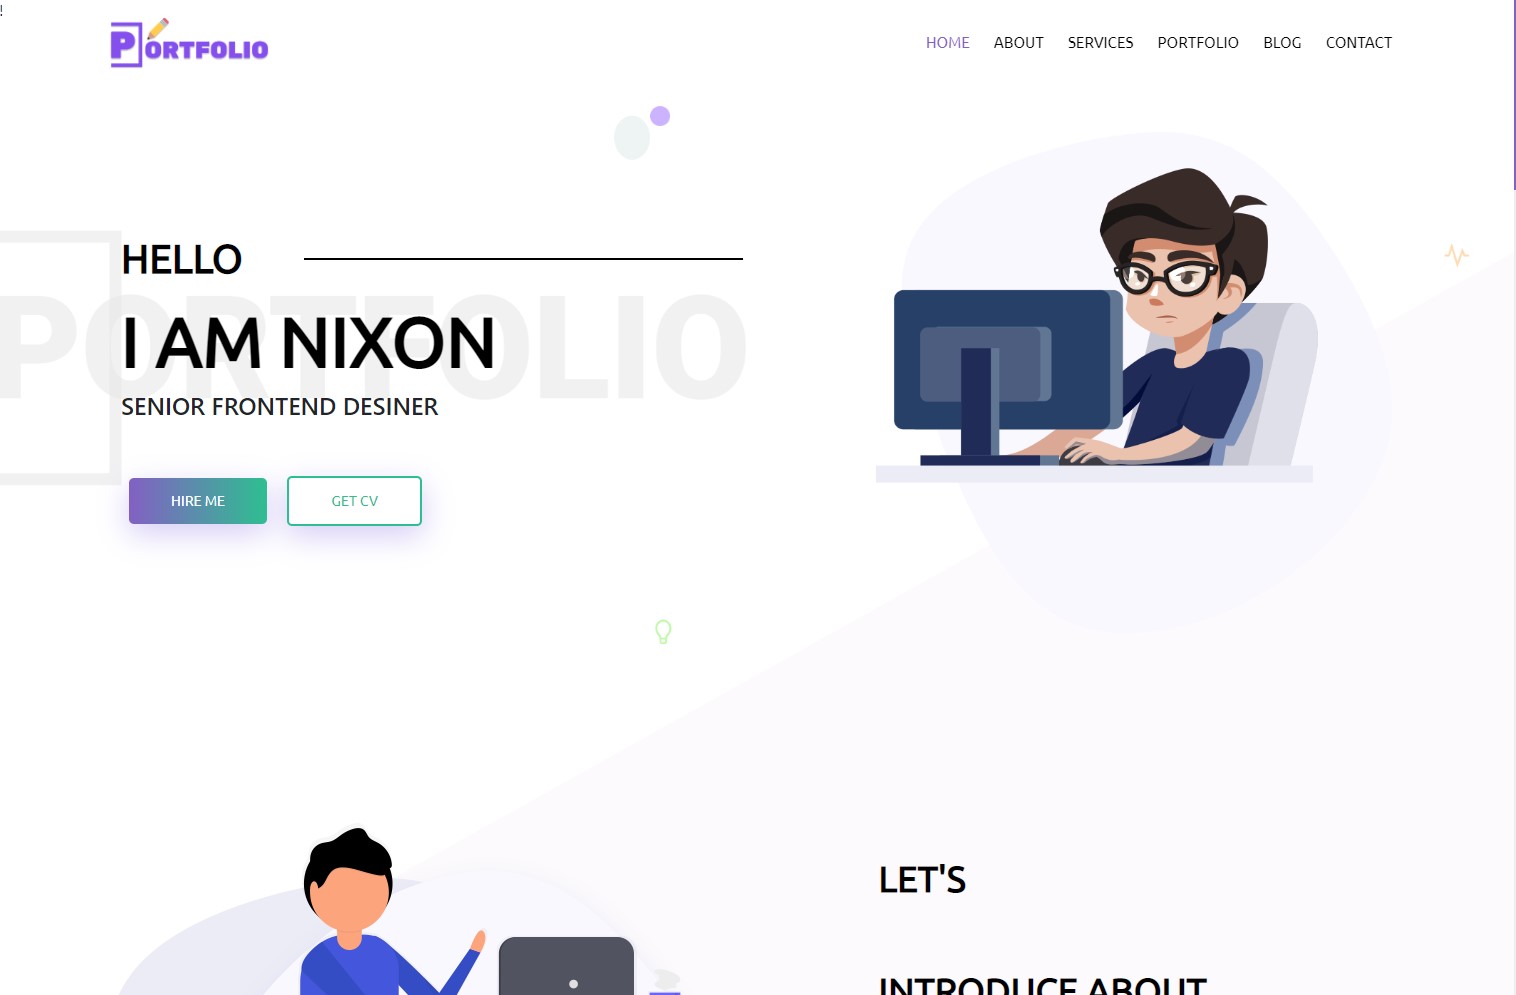 !
PORTFOLIO
HOME ABOUT SERVICES PORTFOLIO BLOG CONTACT
HELLO
PORTFOLIO
I AM NIXON
SENIOR FRONTEND DESINER
HIRE ME GET CV
LET'S
INTRODUCE ABOUT